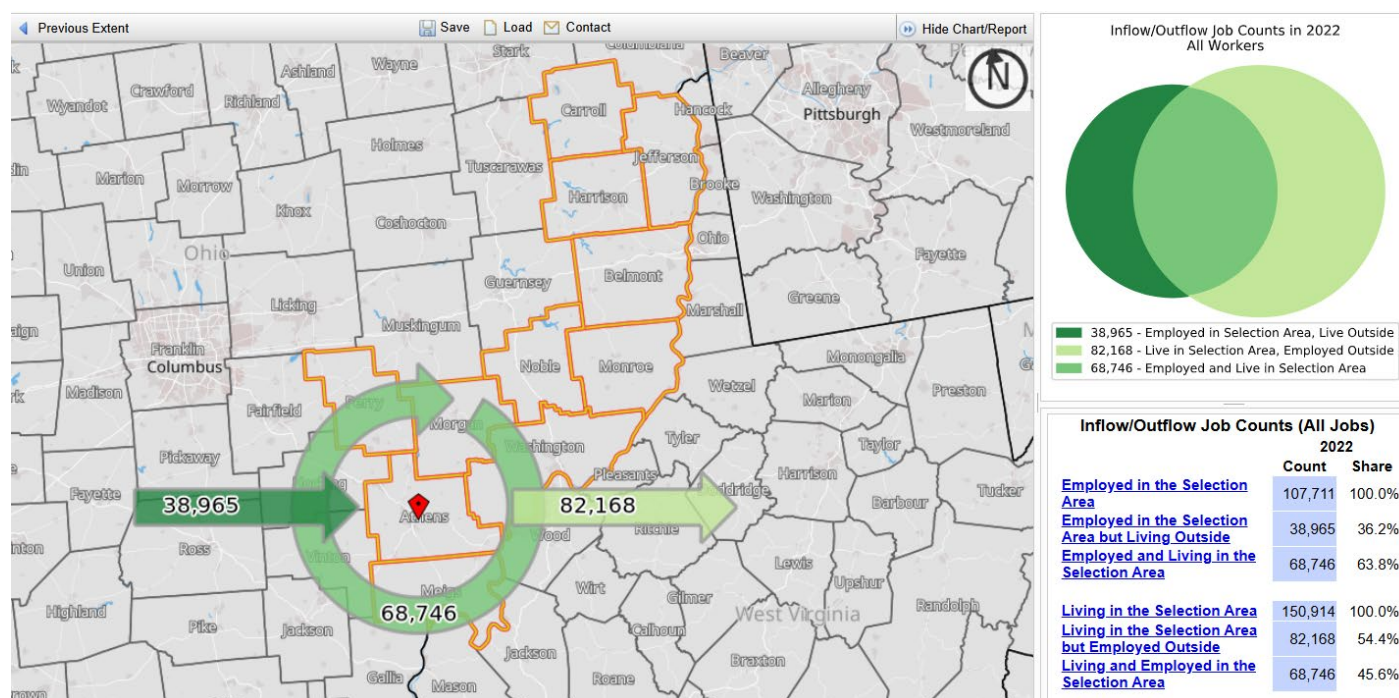 Previous Extent
Save
Load
Contact
Hide Chart/Report
N
Stark
Wayne
Ashland
Crawford
Wyandot
Richland
Carroll
Hancock
Beaver
Allegheny
Pittsburgh
Westmoreland
Holmes
Tuscarawas
Jefferson
Marion
Morrow
Knox
Coshocton
Harrison
Brooke
Washington
Ohio
Union
Licking
Guernsey
Belmont
Ohio
Marshall
Fayette
Greene
Muskingum
Franklin
Columbus
Madison
Fairfield
Perry
Noble
Monroe
Wetzel
Monongalia
Marion
Preston
Morgan
Washington
Tyler
Pleasants
Doddridge
Harrison
Taylor
Barbour
Tucker
Pickaway
Fayette
38,965
Athens
82,168
Wood
Ritchie
Ross
Vinton
Meigs
68,746
Wirt
Gilmer
Lewis
Upshur
Randolph
West Virginia
Highland
Pike
Jackson
Calhoun
Jackson
Roane
Braxton
Gallia
Mason
Inflow/Outflow Job Counts in 2022
All Workers
38,965 - Employed in Selection Area, Live Outside
82,168 - Live in Selection Area, Employed Outside
68,746 - Employed and Live in Selection Area
Inflow/Outflow Job Counts (All Jobs)
2022
Count Share
Employed in the Selection
Area 107,711 100.0%
Employed in the Selection
Area but Living Outside 38,965 36.2%
Employed and Living in the
Selection Area 68,746 63.8%
Living in the Selection Area 150,914 100.0%
Living in the Selection Area
but Employed Outside 82,168 54.4%
Living and Employed in the
Selection Area 68,746 45.6%